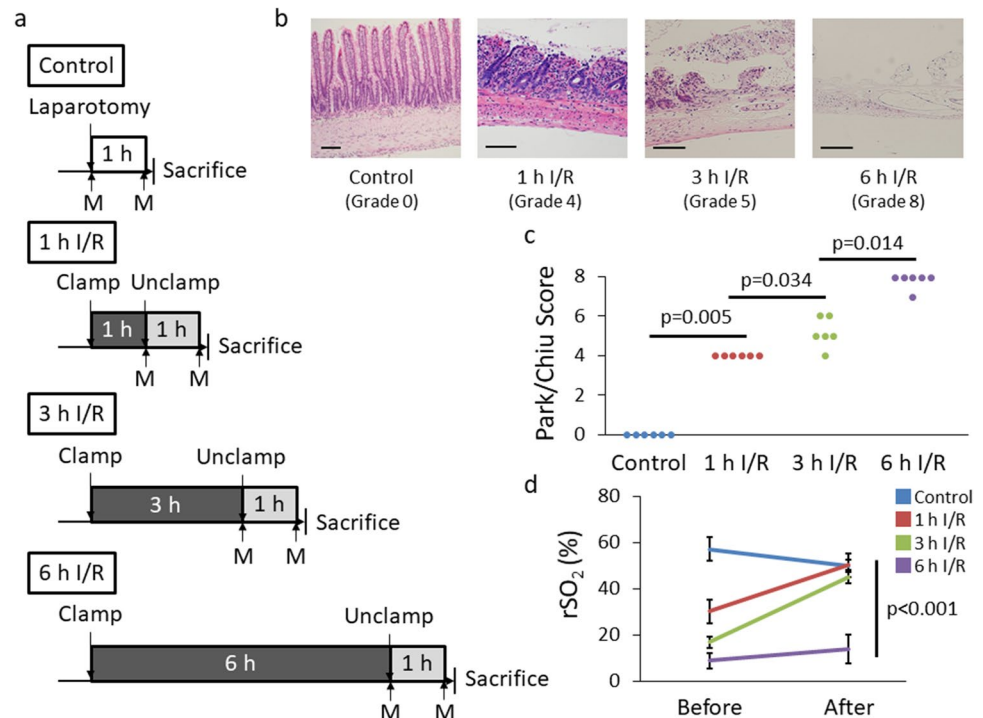 a
Control
Laparotomy
1 h
Sacrifice
M
M
1 h I/R
Clamp
Unclamp
1 h
1 h
Sacrifice
M
M
3 h I/R
Clamp
Unclamp
3 h
1 h
Sacrifice
M
M
6 h I/R
Clamp
Unclamp
6 h
1 h
Sacrifice
M
M
b
Control
(Grade 0)
1 h I/R
(Grade 4)
3 h I/R
(Grade 5)
6 h I/R
(Grade 8)
c
Park/Chiu Score
8
6
4
2
0
p=0.005
p=0.034
p=0.014
Control
1 h I/R
3 h I/R
6 h I/R
d
rSO₂ (%)
80
60
40
20
0
Before
After
Control
1 h I/R
3 h I/R
6 h I/R
p<0.001